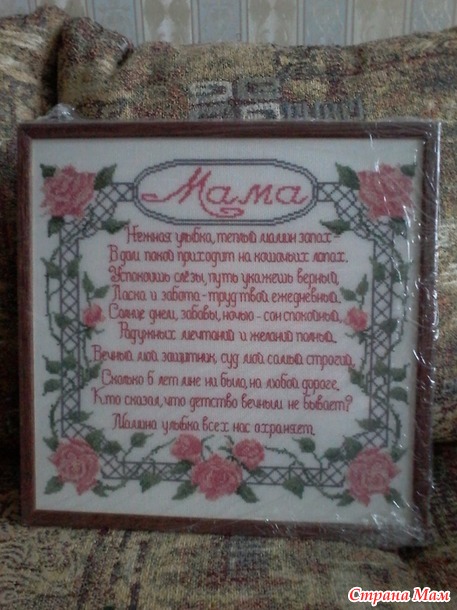 Мама
Нежная улыбка, теплый мамин запах -
В дом покой приходит на кошачьих лапах.
Успокоишь слёзы, путь укажешь верный,
Ласка и забота - труд твой ежедневный.
Солнце днем, забавы, ночью - сон спокойный,
Радужных мечтаний и желаний полный.
Вечный мой защитник, суд мой самый строгий,
Сколько б лет мне ни было, на любой дороге,
Кто сказал, что детство вечным не бывает?
Мамина улыбка всех нас охраняет.
Страна Мам